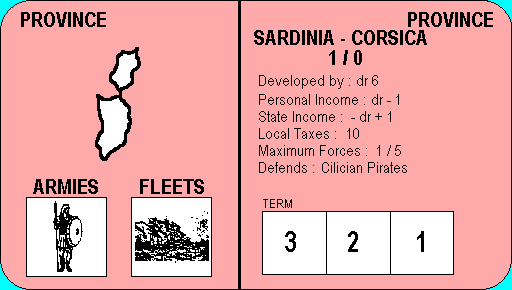 PROVINCE
ARMIES
FLEETS
PROVINCE
SARDINIA - CORSICA
1 / 0
Developed by : dr 6
Personal Income : dr - 1
State Income : - dr + 1
Local Taxes : 10
Maximum Forces : 1 / 5
Defends : Cilician Pirates
TERM
3 2 1